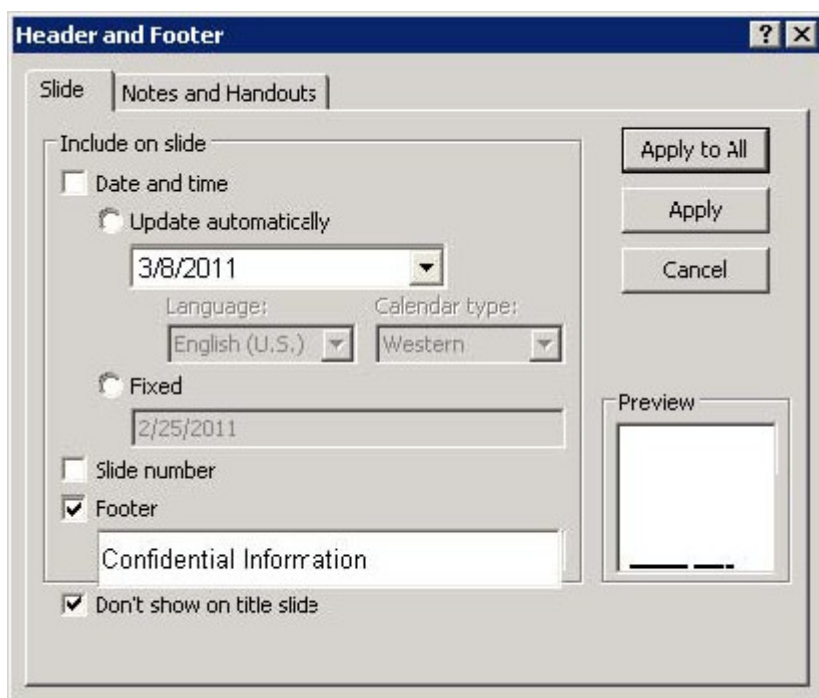 Header and Footer
Slide Notes and Handouts
Include on slide
Date and time
Update automatically
3/8/2011
Language: Calendar type:
English (U.S.) Western
Fixed
2/25/2011
Slide number
Footer
Confidential Information
Don't show on title slide
Apply to All
Apply
Cancel
Preview